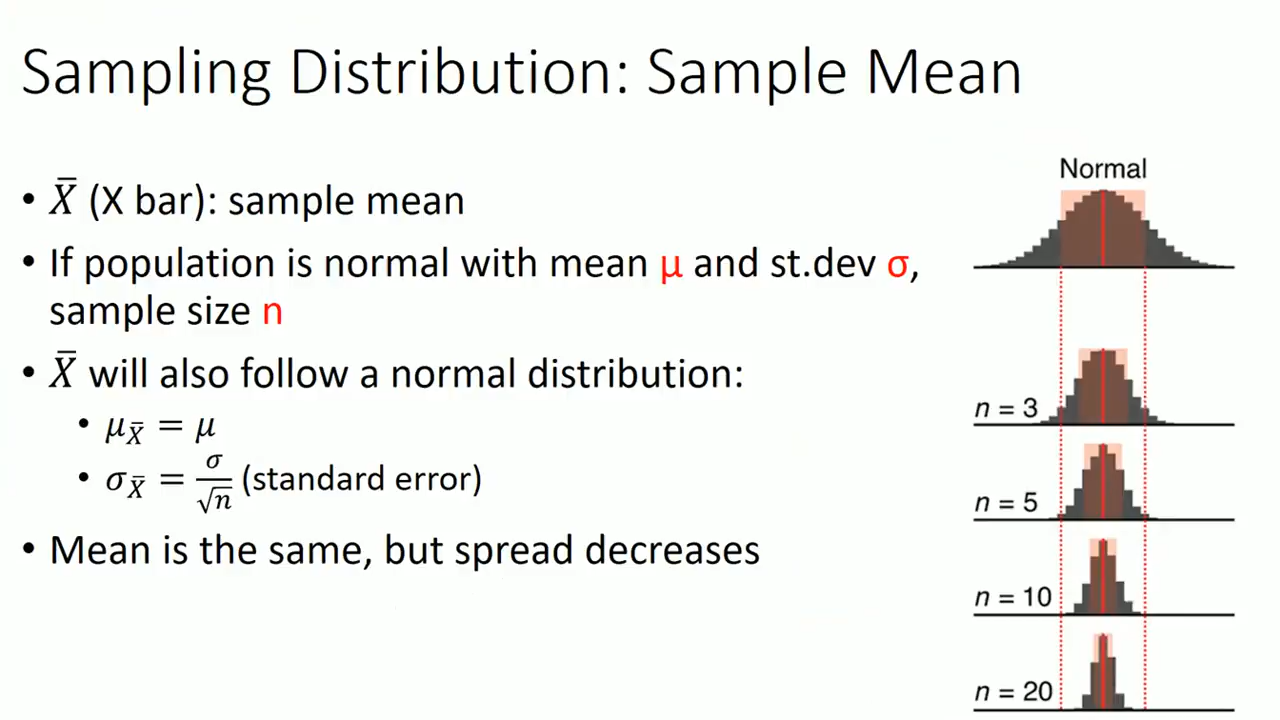 Sampling Distribution: Sample Mean
• X̄ (X bar): sample mean
• If population is normal with mean μ and st.dev σ,
sample size n
• X̄ will also follow a normal distribution:
• μ_X̄ = μ
• σ_X̄ = σ/√n (standard error)
• Mean is the same, but spread decreases
Normal
n = 3
n = 5
n = 10
n = 20